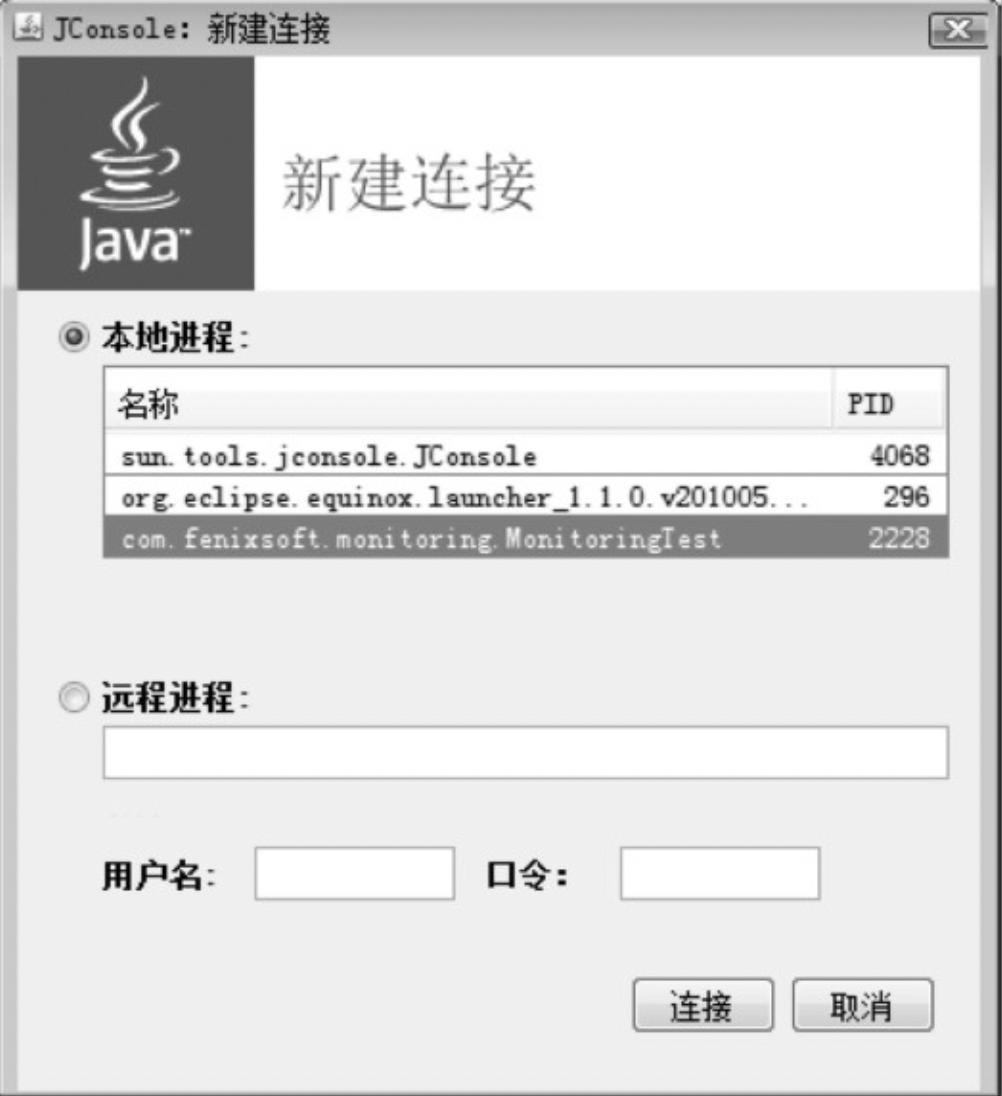 JConsole: 新建连接
Java™
新建连接
本地进程:
名称 PID
sun.tools.jconsole.JConsole 4068
org.eclipse.equinox.launcher_1.1.0.v201005... 296
com.fenixsoft.monitoring.MonitoringTest 2228
远程进程:
用户名: 口令:
连接 取消